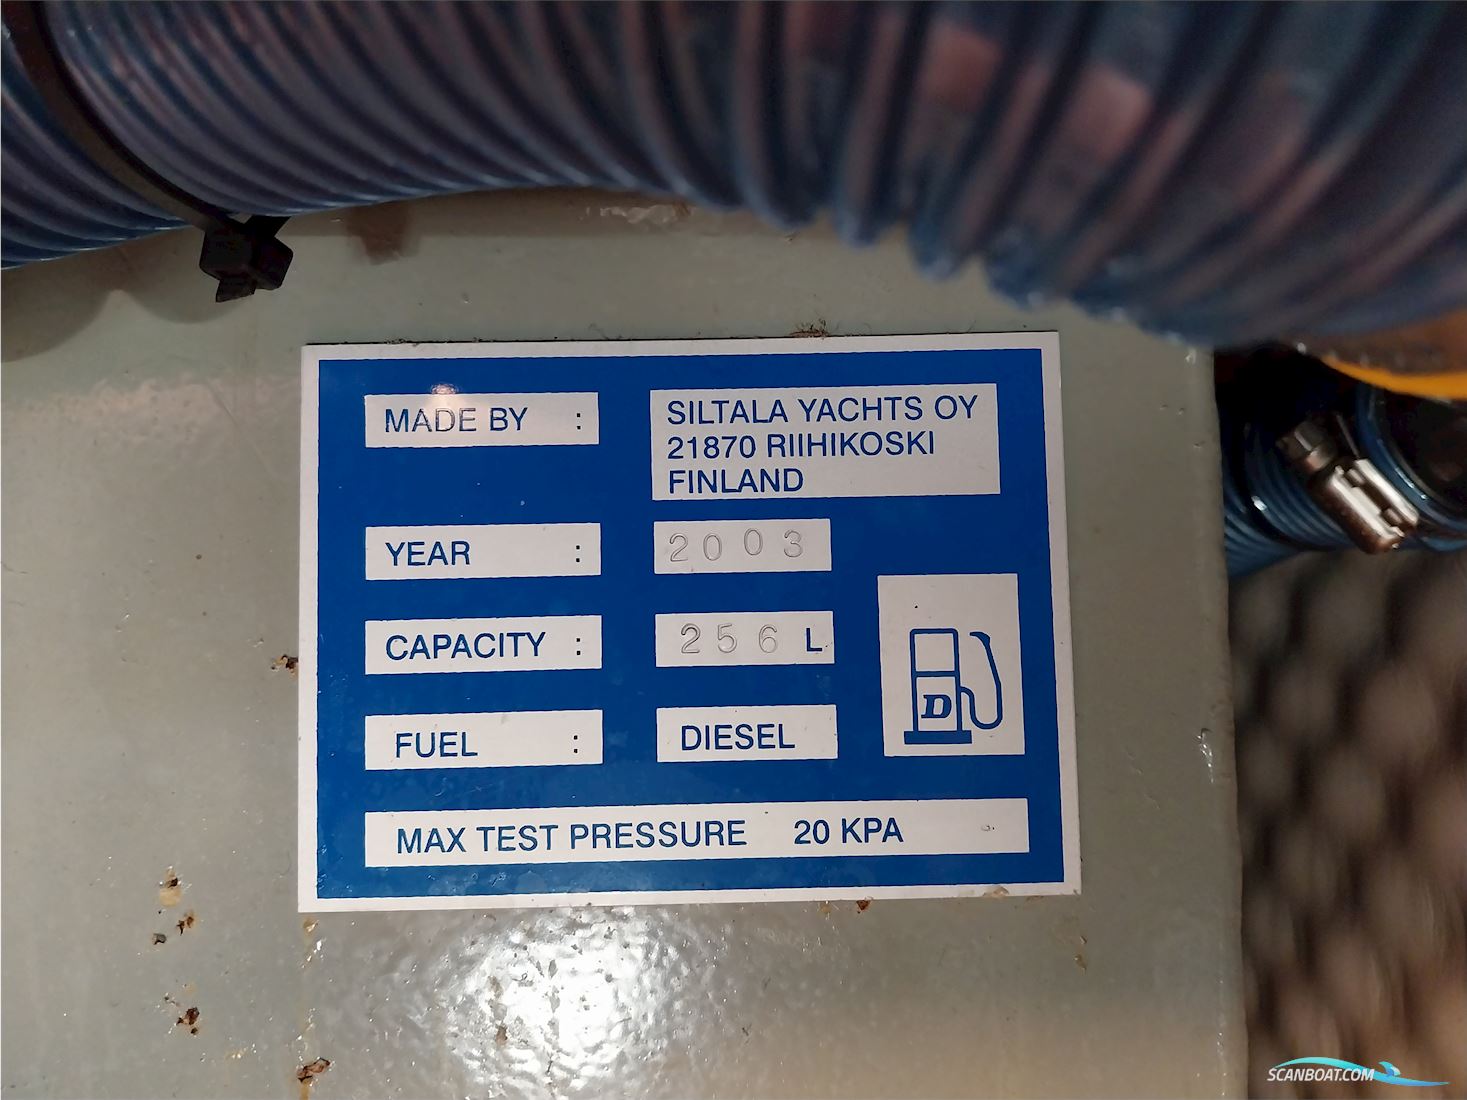 MADE BY : SILTALA YACHTS OY
21870 RIIHIKOSKI
FINLAND
YEAR : 2003
CAPACITY : 256 L
FUEL : DIESEL
D
MAX TEST PRESSURE 20 KPA
SCANBOAT.COM